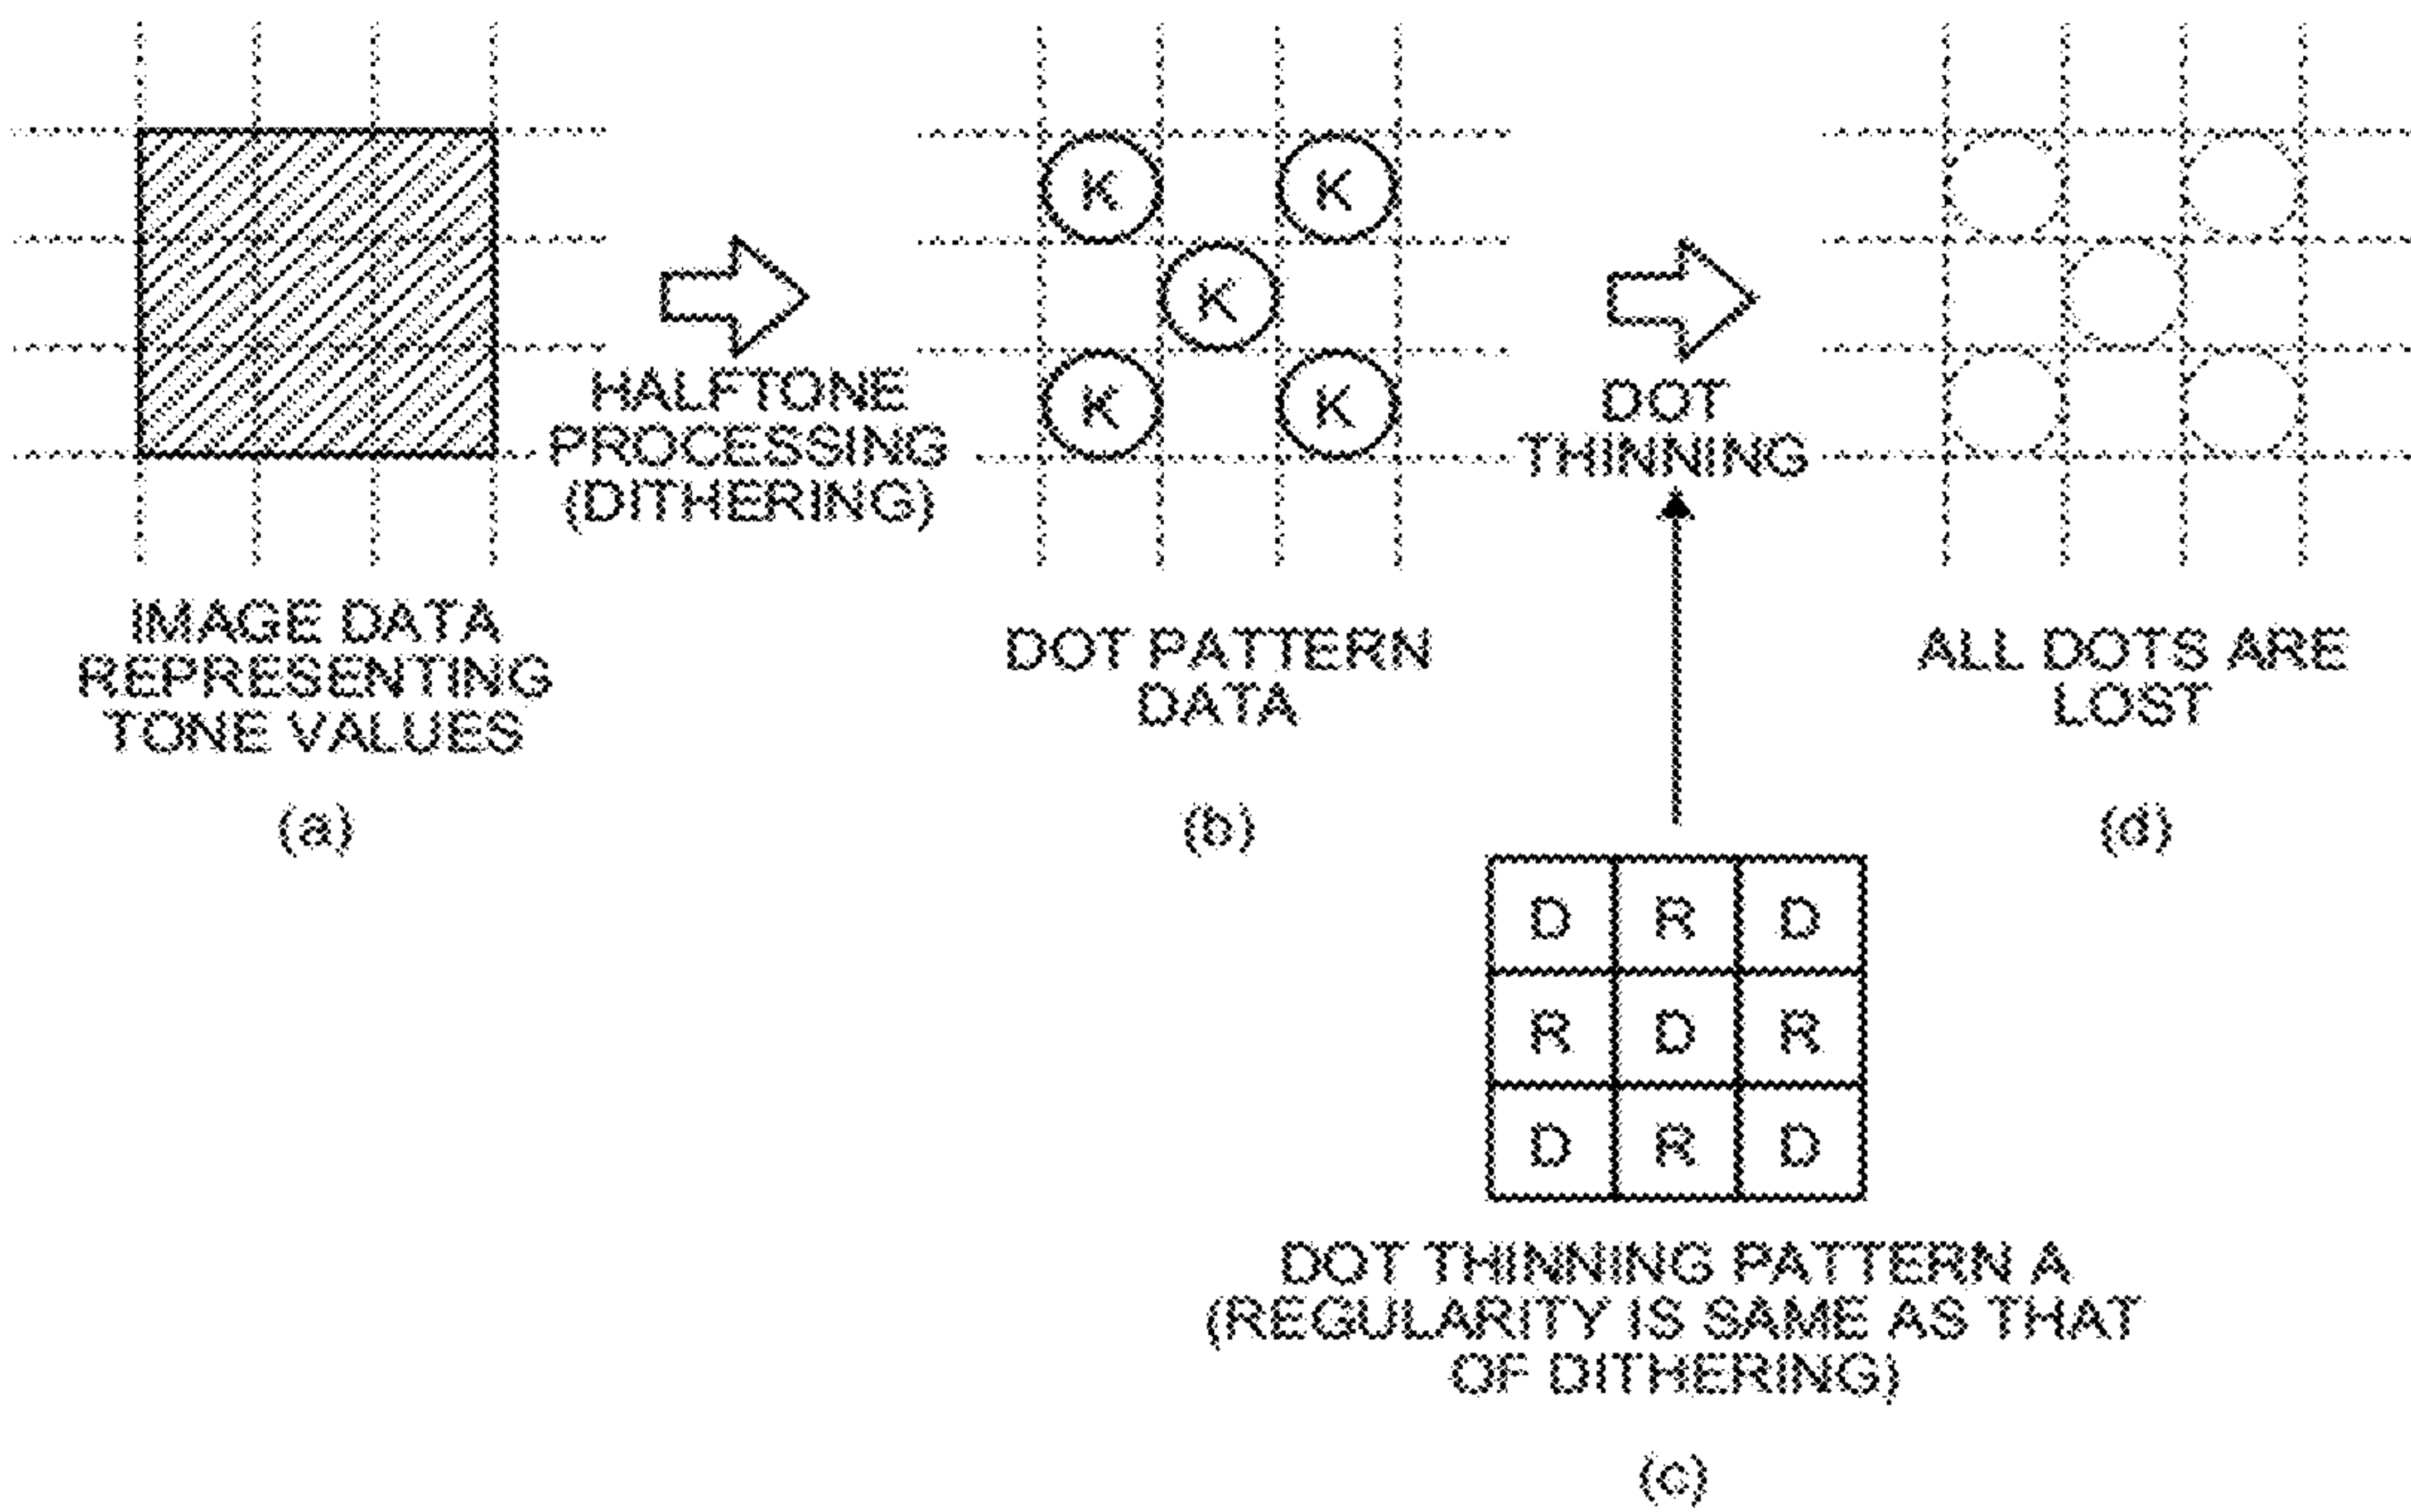 K K
K
K K
HALFTONE
PROCESSING
(DITHERING)
DOT
THINNING
IMAGE DATA
REPRESENTING
TONE VALUES
DOT PATTERN
DATA
ALL DOTS ARE
LOST
(a)
(b)
(d)
D R D
R D R
D R D
DOT THINNING PATTERN A
(REGULARITY IS SAME AS THAT
OF DITHERING)
(c)